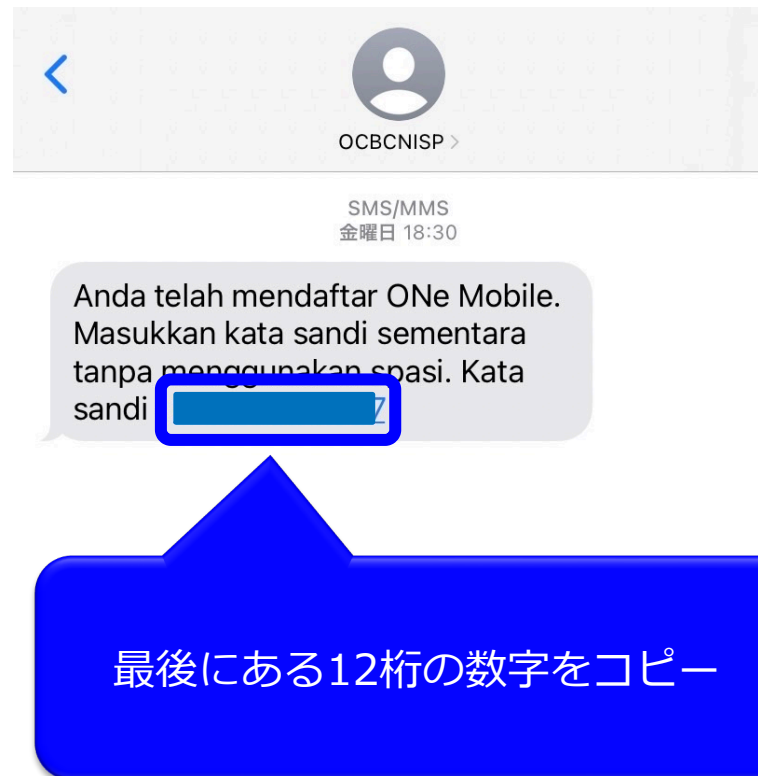 OCBCNISP
SMS/MMS
金曜日 18:30
Anda telah mendaftar ONe Mobile.
Masukkan kata sandi sementara
tanpa menggunakan spasi. Kata
sandi
最後にある12桁の数字をコピー